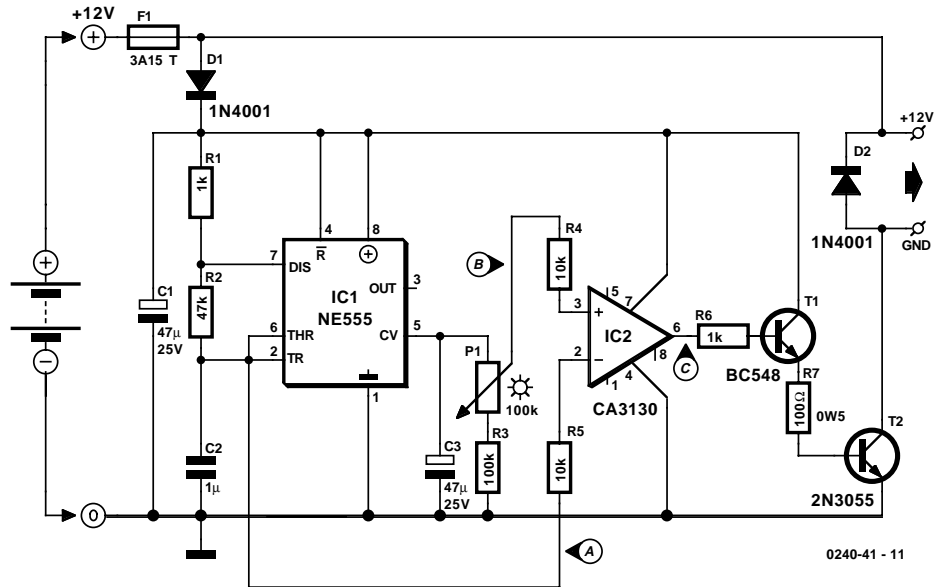 +12V
F1
3A15 T
D1
1N4001
+12V
D2
1N4001
GND
R1
1k
R2
47k
C1
47µ
25V
C2
1µ
4
8
R
7
DIS
3
OUT
IC1
NE555
6
THR
5
CV
2
TR
1
P1
100k
C3
47µ
25V
R3
100k
B
R4
10k
5
7
3
+
IC2
2
−
6
8
1
4
CA3130
C
R5
10k
A
R6
1k
T1
BC548
R7
100Ω
0W5
T2
2N3055
0
0240-41 - 11